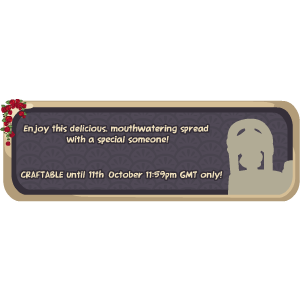 Enjoy this delicious, mouthwatering spread
with a special someone!
CRAFTABLE until 11th October 11:59pm GMT only!